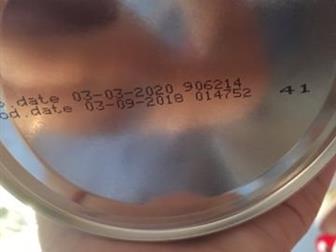 .date 03-03-2020 906214
od.date 03-09-2018 014752 41